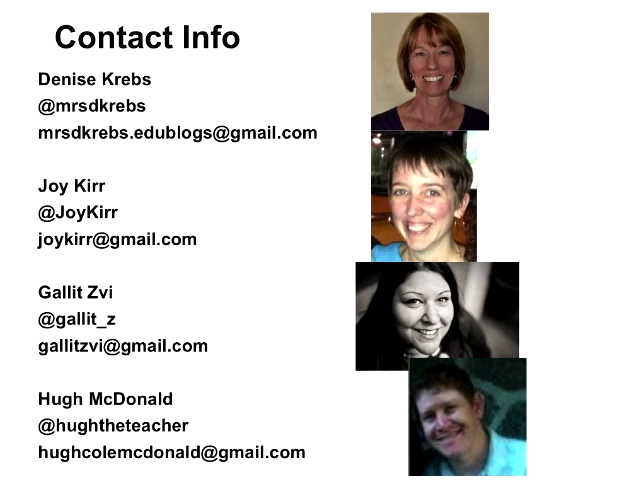 Contact Info
Denise Krebs
@mrsdkrebs
mrsdkrebs.edublogs@gmail.com
Joy Kirr
@JoyKirr
joykirr@gmail.com
Gallit Zvi
@gallit_z
gallitzvi@gmail.com
Hugh McDonald
@hughtheteacher
hughcolemcdonald@gmail.com